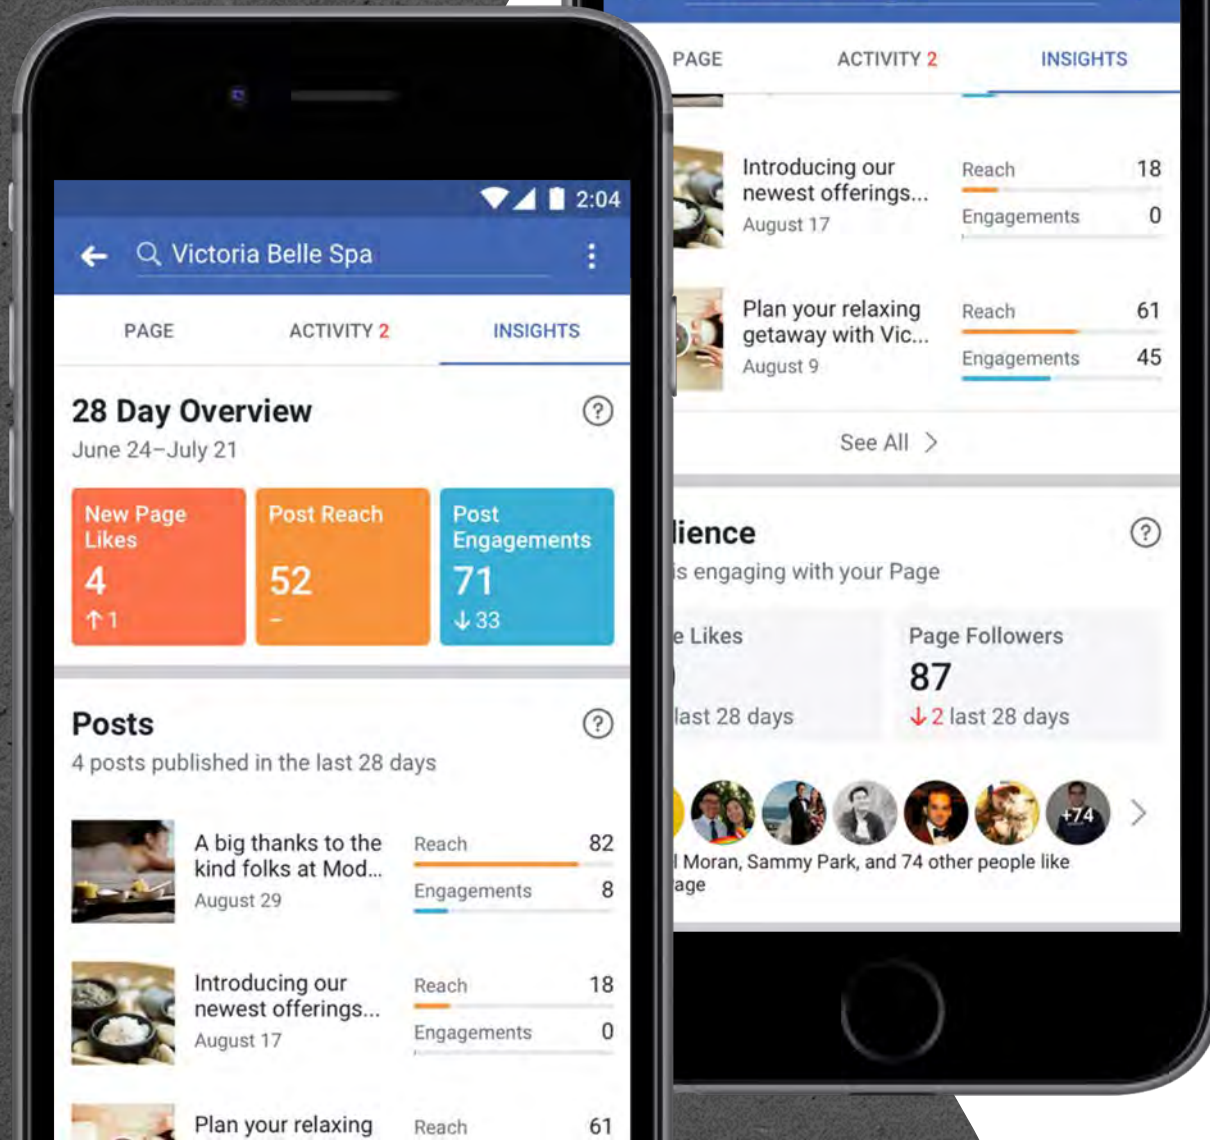 2:04
Victoria Belle Spa
PAGE
ACTIVITY 2
INSIGHTS
28 Day Overview
June 24–July 21
New Page
Likes
4
↑ 1
Post Reach
52
–
Post
Engagements
71
↓ 33
Posts
4 posts published in the last 28 days
A big thanks to the
kind folks at Mod...
August 29
Reach 82
Engagements 8
Introducing our
newest offerings...
August 17
Reach 18
Engagements 0
Plan your relaxing
Reach 61
PAGE
ACTIVITY 2
INSIGHTS
Introducing our
newest offerings...
August 17
Reach 18
Engagements 0
Plan your relaxing
getaway with Vic...
August 9
Reach 61
Engagements 45
See All >
lience
is engaging with your Page
e Likes
last 28 days
Page Followers
87
↓ 2 last 28 days
+74
l Moran, Sammy Park, and 74 other people like
age